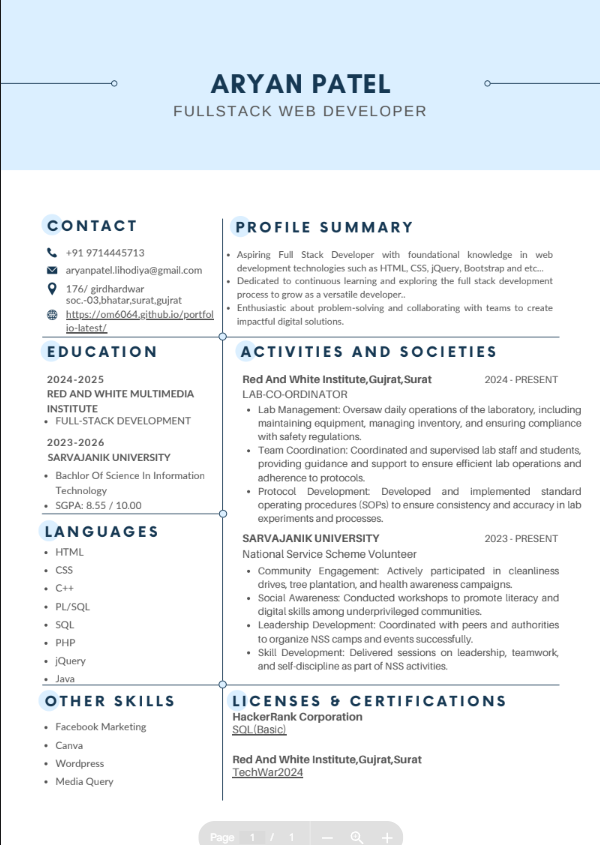 ARYAN PATEL
FULLSTACK WEB DEVELOPER
CONTACT
+91 9714445713
aryanpatel.lihodiya@gmail.com
176/ girdhardwar
soc.-03,bhatar,surat,gujrat
https://om6064.github.io/portfol
io-latest/
EDUCATION
2024-2025
RED AND WHITE MULTIMEDIA
INSTITUTE
• FULL-STACK DEVELOPMENT
2023-2026
SARVAJANIK UNIVERSITY
• Bachlor Of Science In Information
Technology
• SGPA: 8.55 / 10.00
LANGUAGES
• HTML
• CSS
• C++
• PL/SQL
• SQL
• PHP
• jQuery
• Java
OTHER SKILLS
• Facebook Marketing
• Canva
• Wordpress
• Media Query
PROFILE SUMMARY
• Aspiring Full Stack Developer with foundational knowledge in web
development technologies such as HTML, CSS, jQuery, Bootstrap and etc...
• Dedicated to continuous learning and exploring the full stack development
process to grow as a versatile developer..
• Enthusiastic about problem-solving and collaborating with teams to create
impactful digital solutions.
ACTIVITIES AND SOCIETIES
Red And White Institute,Gujrat,Surat 2024 - PRESENT
LAB-CO-ORDINATOR
• Lab Management: Oversaw daily operations of the laboratory, including
maintaining equipment, managing inventory, and ensuring compliance
with safety regulations.
• Team Coordination: Coordinated and supervised lab staff and students,
providing guidance and support to ensure efficient lab operations and
adherence to protocols.
• Protocol Development: Developed and implemented standard
operating procedures (SOPs) to ensure consistency and accuracy in lab
experiments and processes.
SARVAJANIK UNIVERSITY 2023 - PRESENT
National Service Scheme Volunteer
• Community Engagement: Actively participated in cleanliness
drives, tree plantation, and health awareness campaigns.
• Social Awareness: Conducted workshops to promote literacy and
digital skills among underprivileged communities.
• Leadership Development: Coordinated with peers and authorities
to organize NSS camps and events successfully.
• Skill Development: Delivered sessions on leadership, teamwork,
and self-discipline as part of NSS activities.
LICENSES & CERTIFICATIONS
HackerRank Corporation
SQL(Basic)
Red And White Institute,Gujrat,Surat
TechWar2024
Page 1 / 1